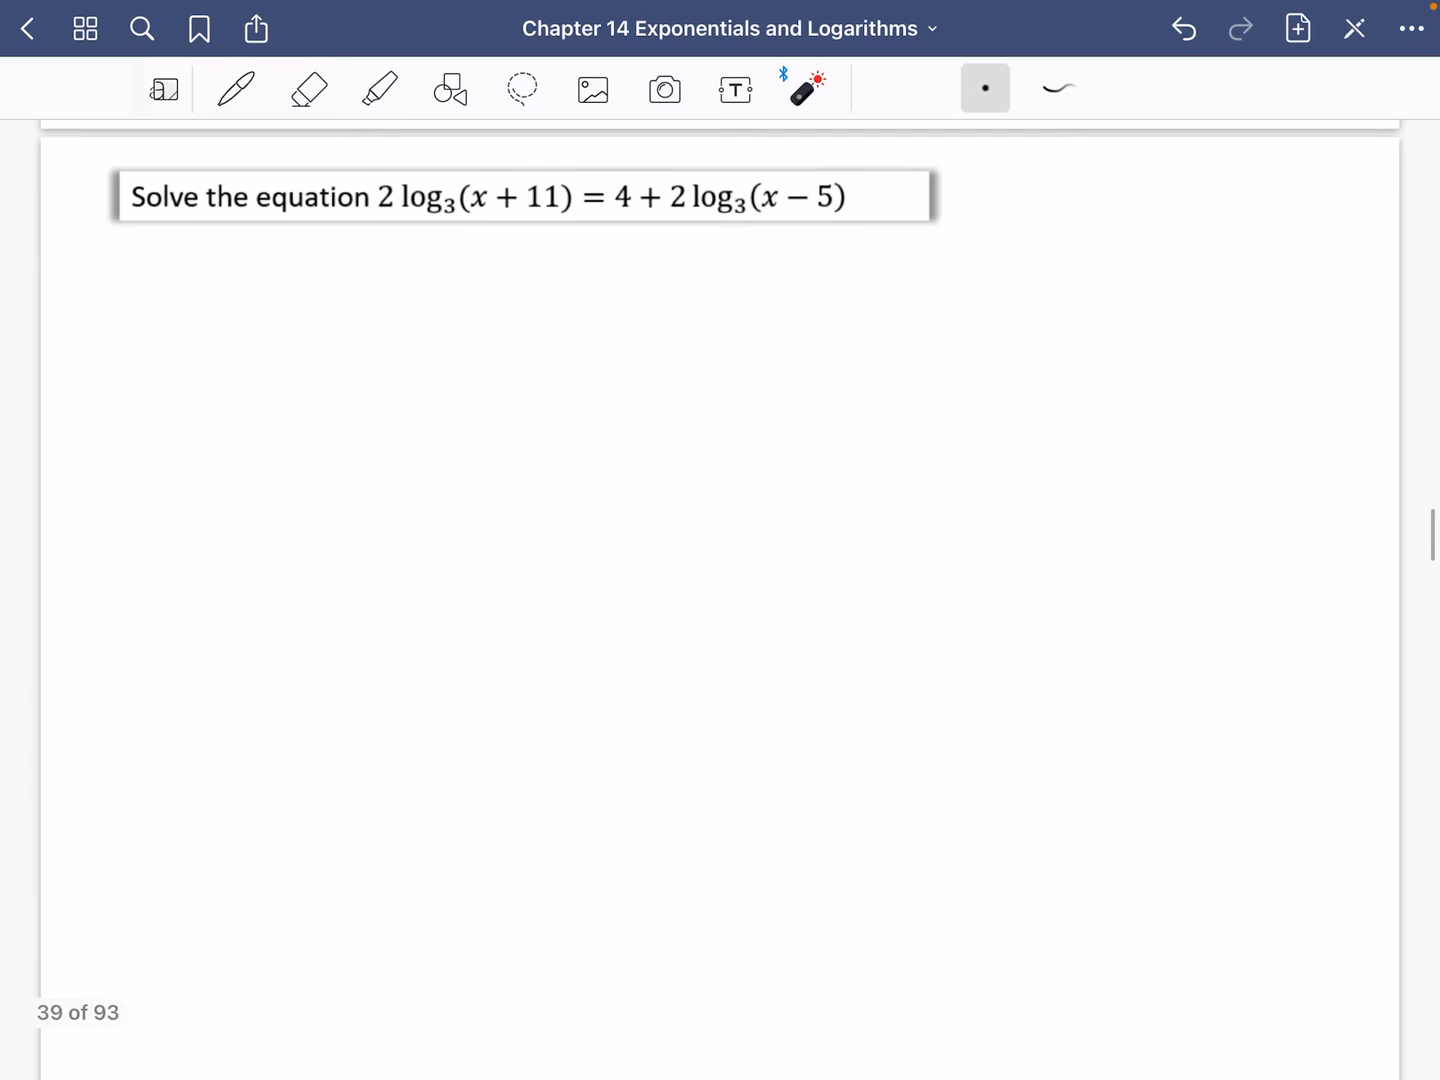 Chapter 14 Exponentials and Logarithms
a
T
Solve the equation 2 log₃(x + 11) = 4 + 2 log₃(x − 5)
39 of 93